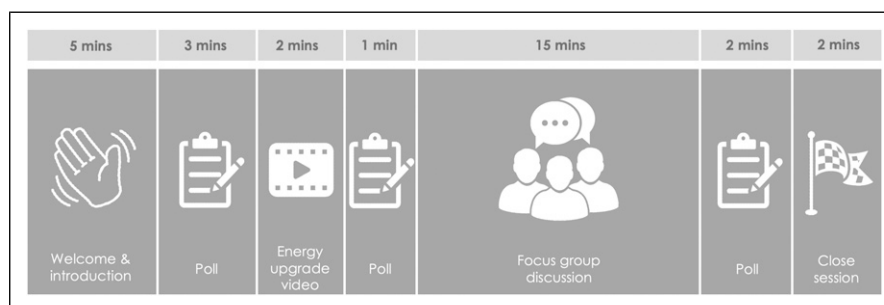 5 mins
3 mins
2 mins
1 min
15 mins
2 mins
2 mins
Welcome &
introduction
Poll
Energy
upgrade
video
Poll
Focus group
discussion
Poll
Close
session